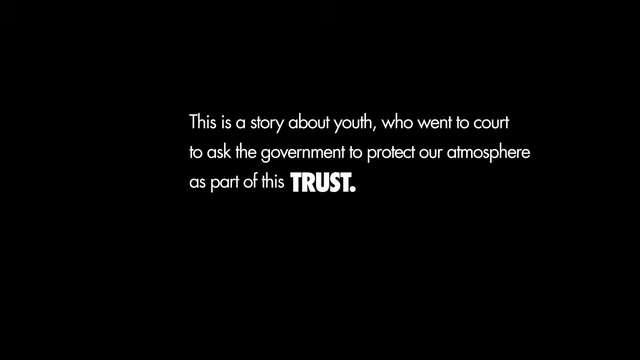 This is a story about youth, who went to court
to ask the government to protect our atmosphere
as part of this TRUST.